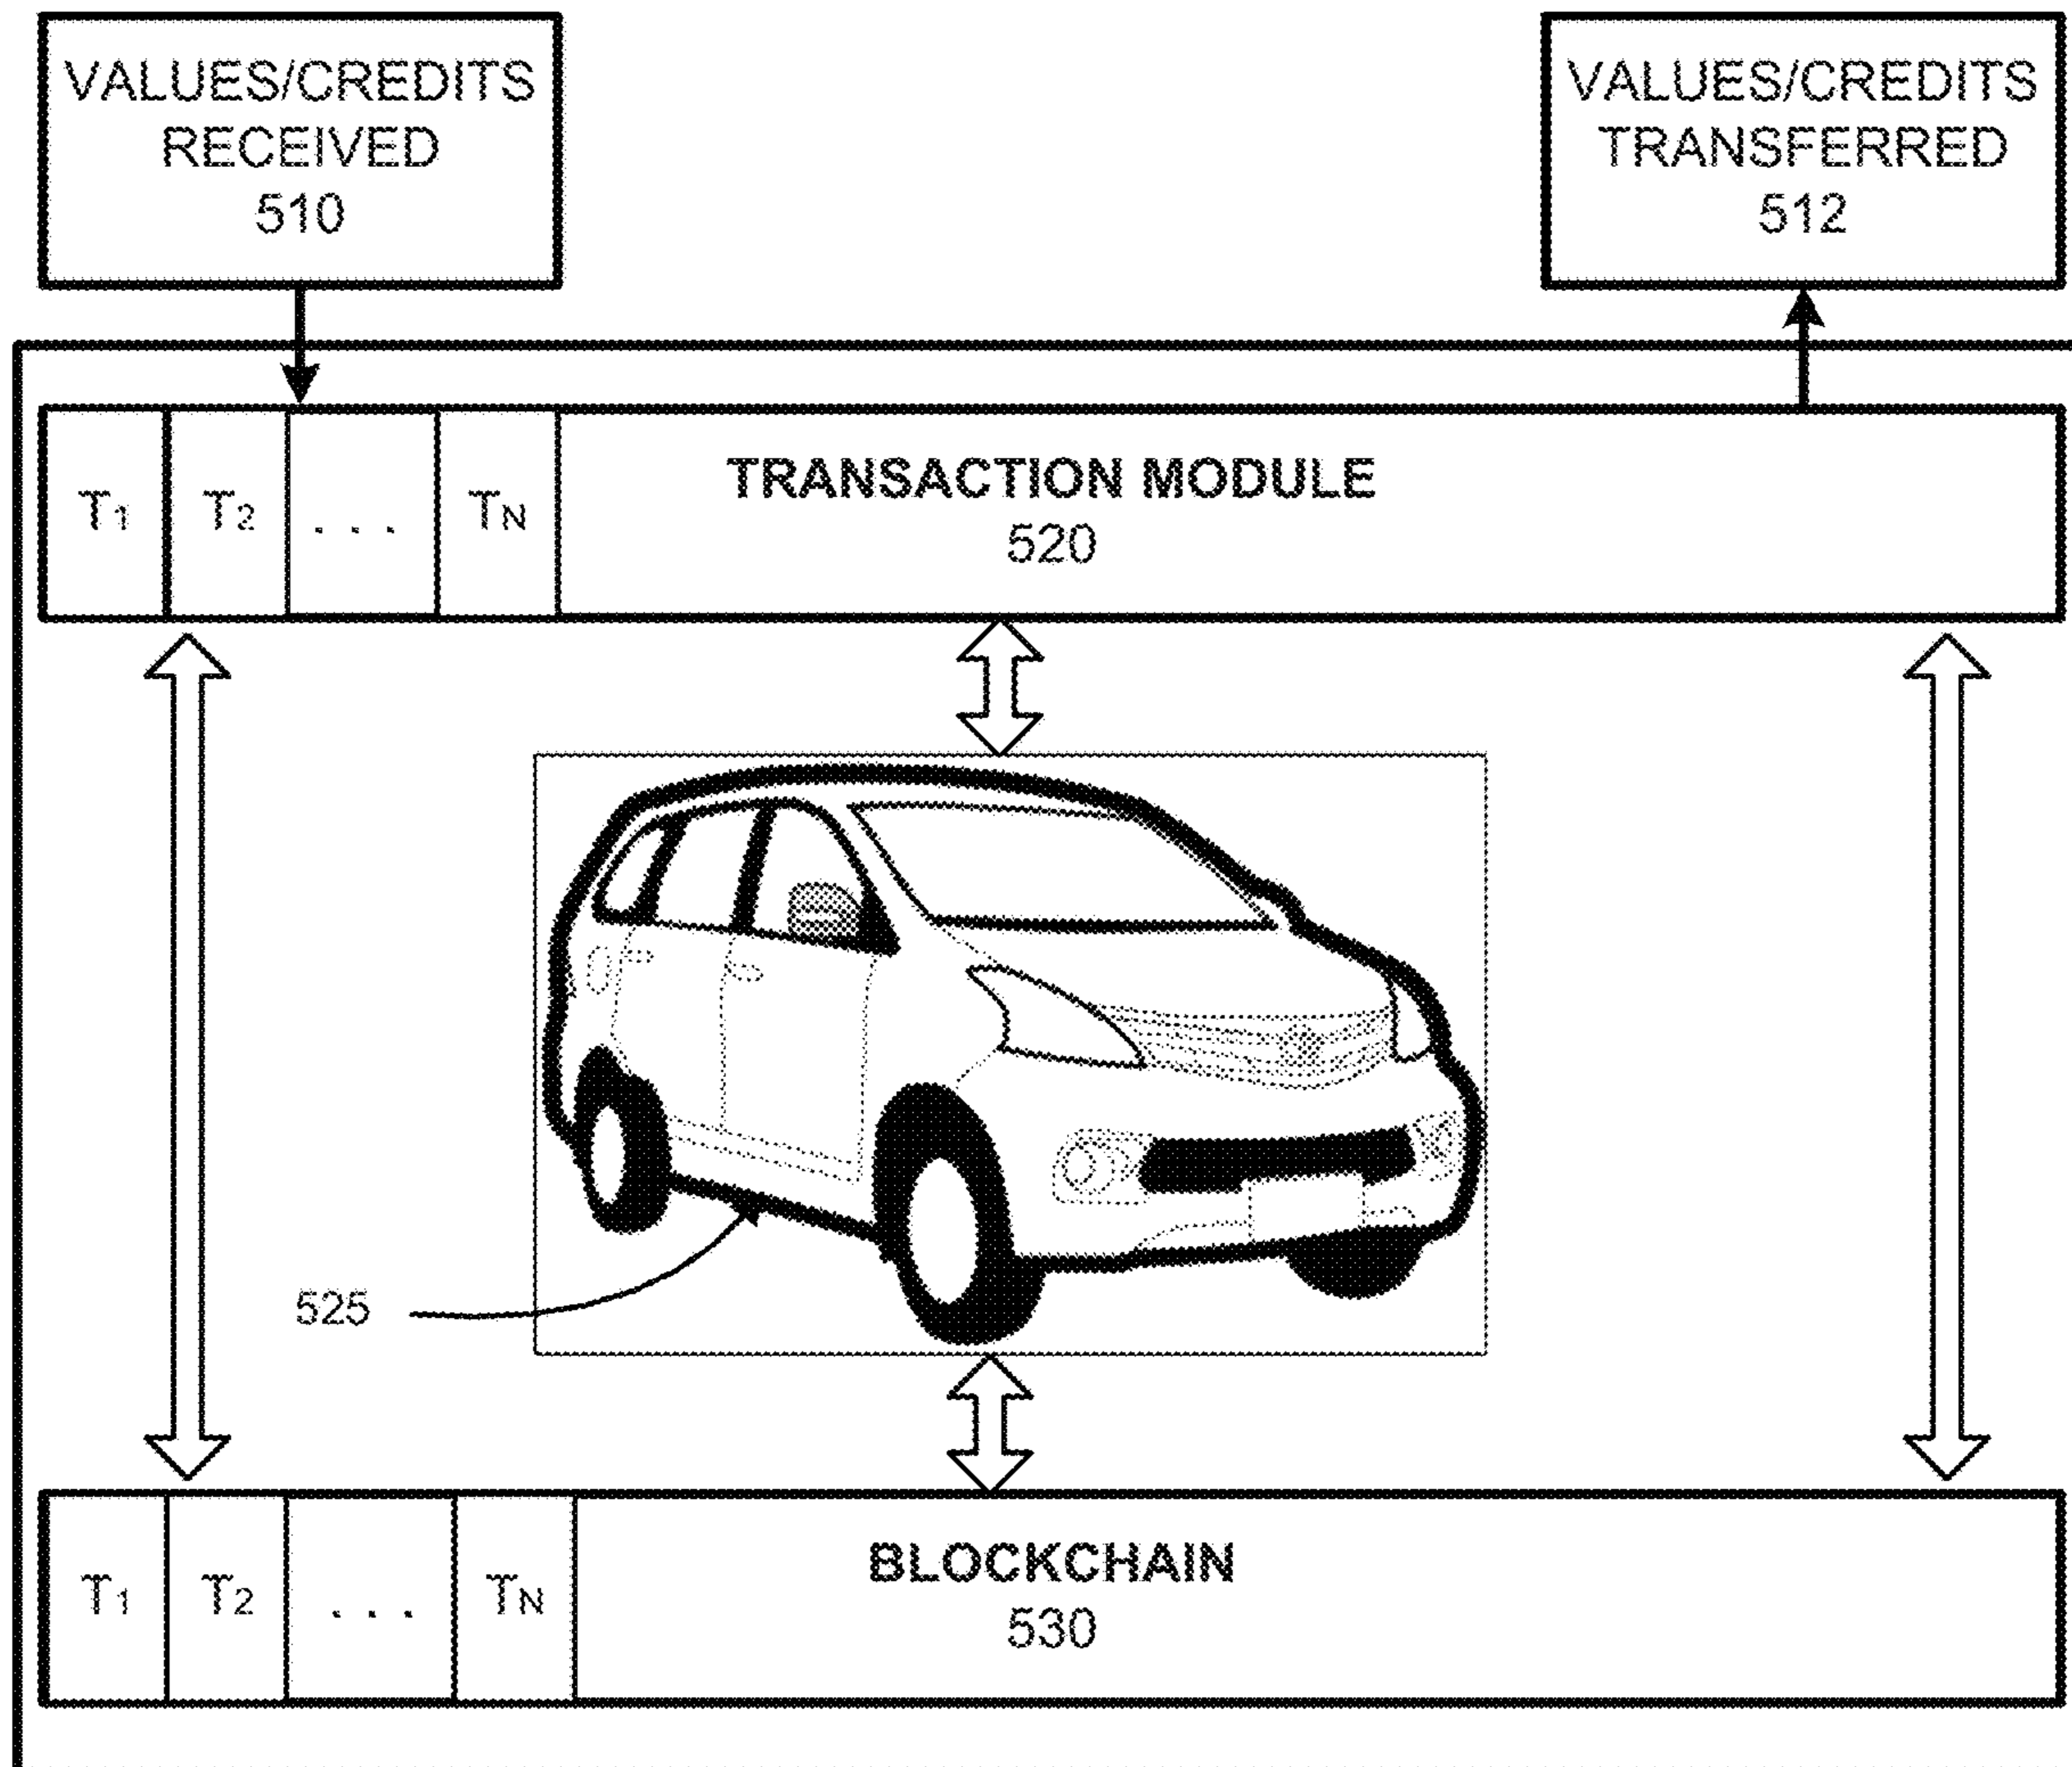 VALUES/CREDITS
RECEIVED
510
VALUES/CREDITS
TRANSFERRED
512
T1 T2 . . . TN
TRANSACTION MODULE
520
525
T1 T2 . . . TN
BLOCKCHAIN
530